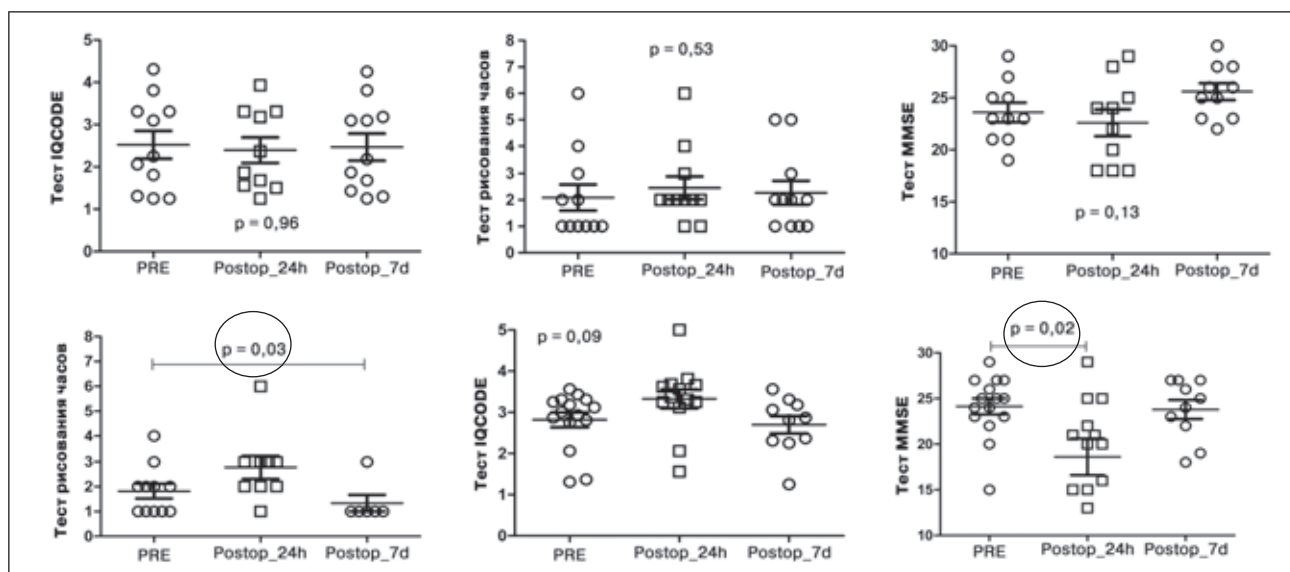 Тест IQCODE
5
4
3
2
1
0
p = 0,96
PRE
Postop_24h
Postop_7d
Тест рисования часов
8
7
6
5
4
3
2
1
0
p = 0,53
PRE
Postop_24h
Postop_7d
Тест MMSE
30
25
20
15
10
p = 0,13
PRE
Postop_24h
Postop_7d
Тест рисования часов
8
7
6
5
4
3
2
1
0
p = 0,03
PRE
Postop_24h
Postop_7d
Тест IQCODE
5
4
3
2
1
0
p = 0,09
PRE
Postop_24h
Postop_7d
Тест MMSE
30
25
20
15
10
p = 0,02
PRE
Postop_24h
Postop_7d